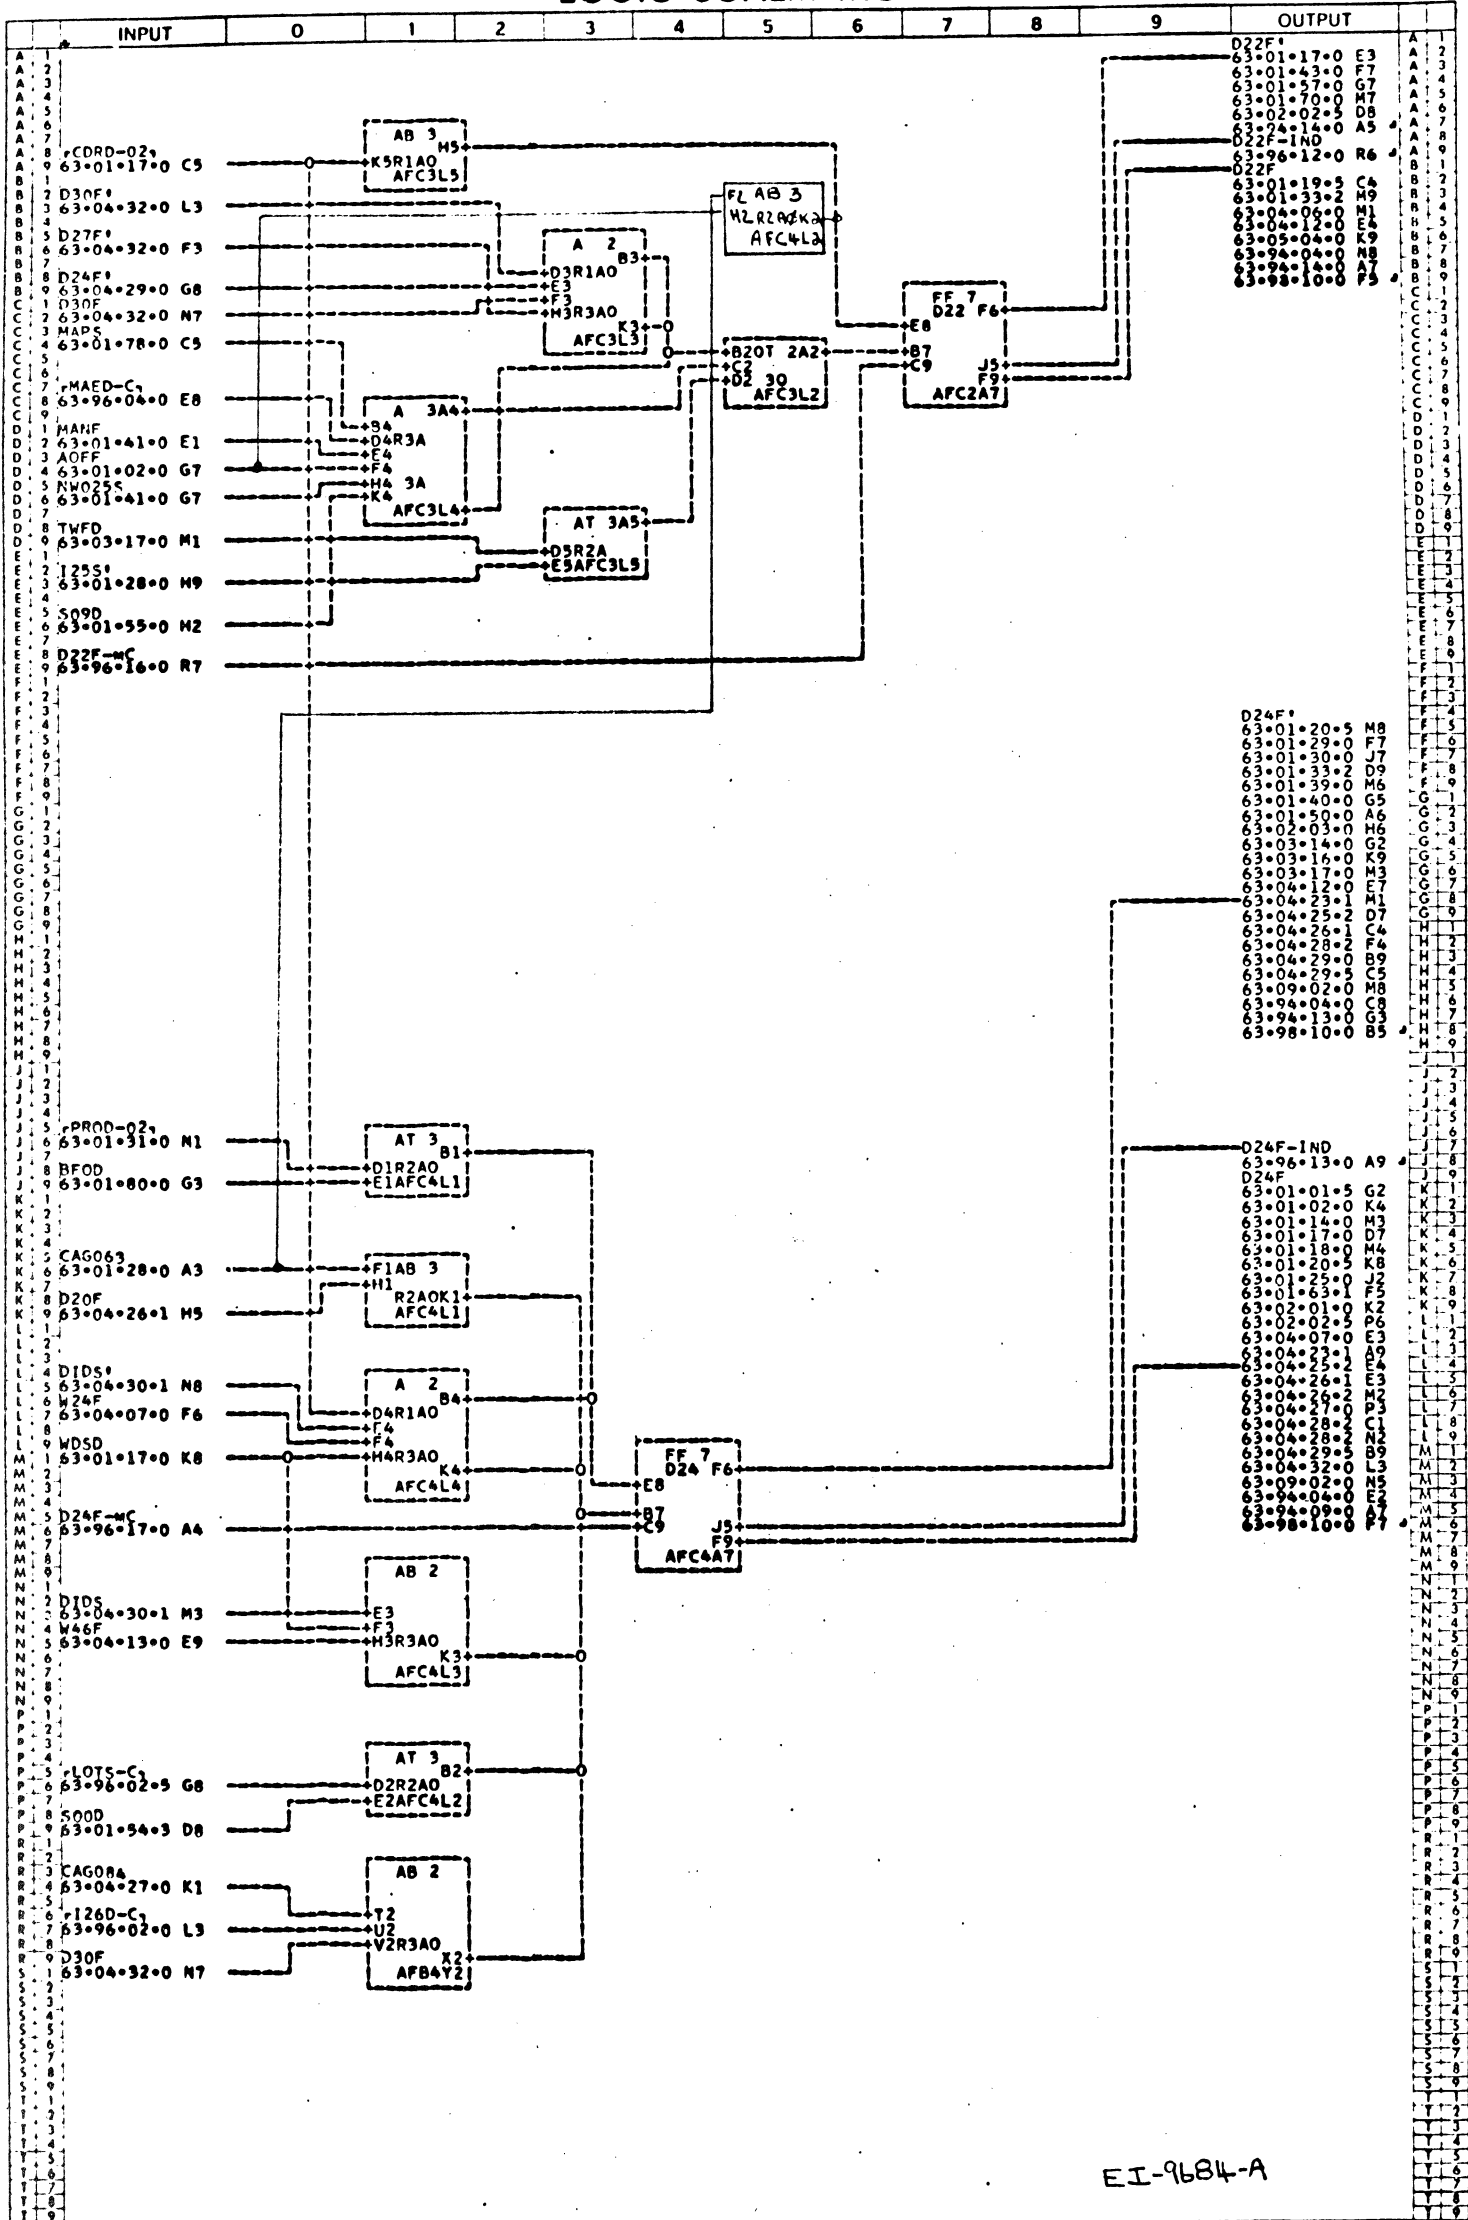 INPUT 0 1 2 3 4 5 6 7 8 9 OUTPUT
┌CDRD-02┐
63•01•17•0 C5
D30F'
63•04•32•0 L3
D27F'
63•04•32•0 F3
D24F'
63•04•29•0 G8
D30F
63•04•32•0 N7
MAPS
63•01•78•0 C5
┌MAED-C┐
63•96•04•0 E8
MANF
63•01•41•0 E1
AOFF
63•01•02•0 G7
NW025S
63•01•41•0 G7
TWFD
63•03•17•0 M1
I25S'
63•01•28•0 H9
S09D
63•01•55•0 H2
D22F-MC
63•96•16•0 R7
AB 3
H5
K5R1AO
AFC3L5
FL AB 3
H2 R2AØK2
AFC4L2
A 2
B3
D3R1AO
E3
F3
H3R3AO
K3
AFC3L3
A 3A4
B4
D4R3A
E4
F4
H4 3A
K4
AFC3L4
AT 3A5
D5R2A
E5AFC3L5
B2OT 2A2
C2
D2 3O
AFC3L2
FF 7
D22 F6
E8
B7
C9 J5
F9
AFC2A7
D22F'
63•01•17•0 E3
63•01•43•0 F7
63•01•57•0 G7
63•01•70•0 M7
63•02•02•5 D8
63•94•14•0 A5
D22F-IND
63•96•12•0 R6
D22F
63•01•19•5 C4
63•01•33•2 M9
63•04•06•0 M1
63•04•12•0 E4
63•05•04•0 K9
63•94•04•0 N8
63•94•14•0 A7
63•98•10•0 F5
D24F'
63•01•20•5 M8
63•01•29•0 F7
63•01•30•0 J7
63•01•33•2 D9
63•01•39•0 M6
63•01•40•0 G5
63•01•50•0 A6
63•02•03•0 H6
63•03•14•0 G2
63•03•16•0 K9
63•03•17•0 M3
63•04•12•0 E7
63•04•23•1 M1
63•04•25•2 D7
63•04•26•1 C4
63•04•28•2 F4
63•04•29•0 B9
63•04•29•5 C5
63•09•02•0 M8
63•94•04•0 C8
63•94•13•0 G3
63•98•10•0 B5
┌PROD-02┐
63•01•31•0 N1
BFOD
63•01•80•0 G3
CAG063
63•01•28•0 A3
D20F
63•04•26•1 H5
DIDS'
63•04•30•1 N8
W24F
63•04•07•0 F6
WDSD
63•01•17•0 K8
D24F-MC
63•96•17•0 A4
DIDS
63•04•30•1 M3
W46F
63•04•13•0 E9
┌LOTS-C┐
63•96•02•5 G8
S00D
63•01•54•3 D8
CAG084
63•04•27•0 K1
┌I26D-C┐
63•96•02•0 L3
D30F
63•04•32•0 N7
AT 3
B1
D1R2AO
E1AFC4L1
F1AB 3
H1
R2AOK1
AFC4L1
A 2
B4
D4R1AO
E4
F4
H4R3AO
K4
AFC4L4
AB 2
E3
F3
H3R3AO
K3
AFC4L3
AT 3
B2
D2R2AO
E2AFC4L2
AB 2
T2
U2
V2R3AO
X2
AFB4Y2
FF 7
D24 F6
E8
B7
C9 J5
F9
AFC4A7
D24F-IND
63•96•13•0 A9
D24F
63•01•01•5 G2
63•01•02•0 K4
63•01•14•0 M3
63•01•17•0 D7
63•01•18•0 M4
63•01•20•5 K8
63•01•25•0 J2
63•01•63•1 F5
63•02•01•0 K2
63•02•02•5 P6
63•04•07•0 E3
63•04•23•1 A9
63•04•25•2 E4
63•04•26•1 E3
63•04•26•2 M2
63•04•27•0 P3
63•04•28•2 C1
63•04•28•2 N2
63•04•29•5 B9
63•04•32•0 L3
63•09•02•0 N5
63•94•04•0 E2
63•94•09•0 A7
63•98•10•0 F7
EI-9684-A